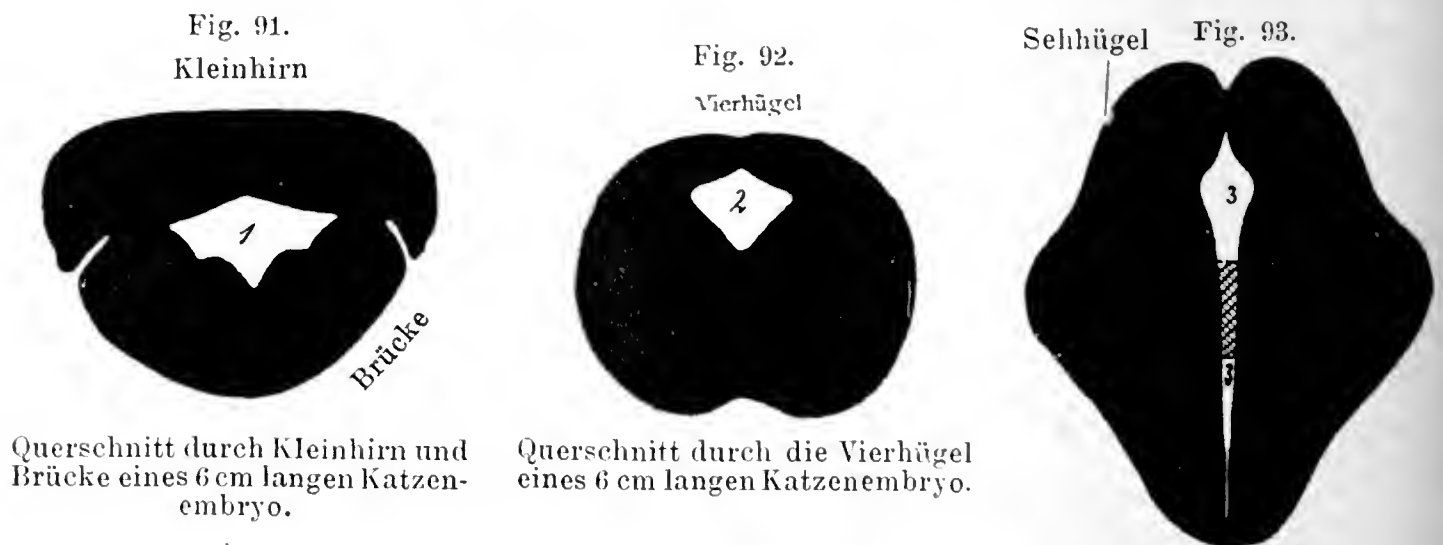 Fig. 91.
Kleinhirn
1
Brücke
Querschnitt durch Kleinhirn und
Brücke eines 6 cm langen Katzen-
embryo.
Fig. 92.
Vierhügel
2
Querschnitt durch die Vierhügel
eines 6 cm langen Katzenembryo.
Sehhügel
Fig. 93.
3
3